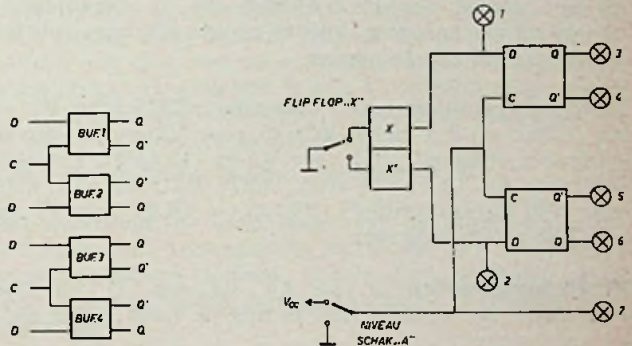 D
BUF.1
Q
Q'
C
BUF.2
Q'
Q
D
D
BUF.3
Q
Q'
C
BUF.4
Q'
Q
D
1
FLIP FLOP „X"
X
X'
D
Q
C
Q'
3
4
C
Q'
D
Q
5
6
2
VCC
NIVEAU
SCHAK. „A"
7